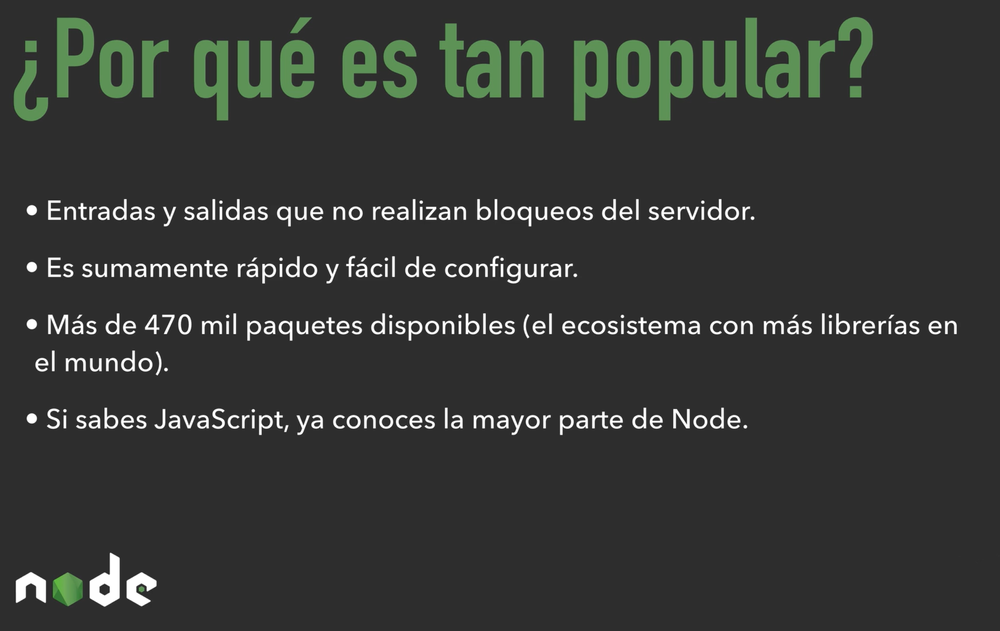 ¿Por qué es tan popular?
• Entradas y salidas que no realizan bloqueos del servidor.
• Es sumamente rápido y fácil de configurar.
• Más de 470 mil paquetes disponibles (el ecosistema con más librerías en
el mundo).
• Si sabes JavaScript, ya conoces la mayor parte de Node.
node